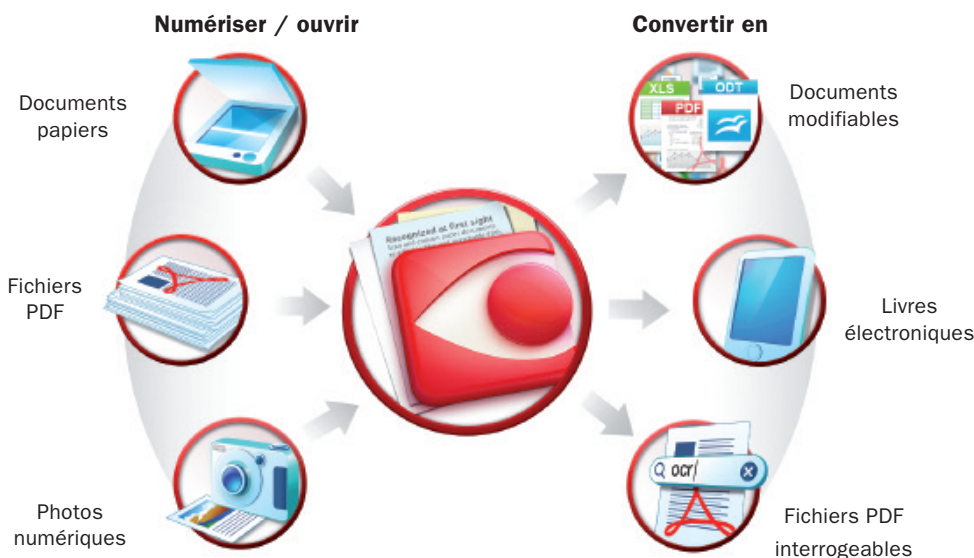 Numériser / ouvrir
Convertir en
Documents
papiers
XLS
ODT
PDF
Documents
modifiables
Recognized at first sight
Fichiers
PDF
Livres
électroniques
ocr
Photos
numériques
Fichiers PDF
interrogeables